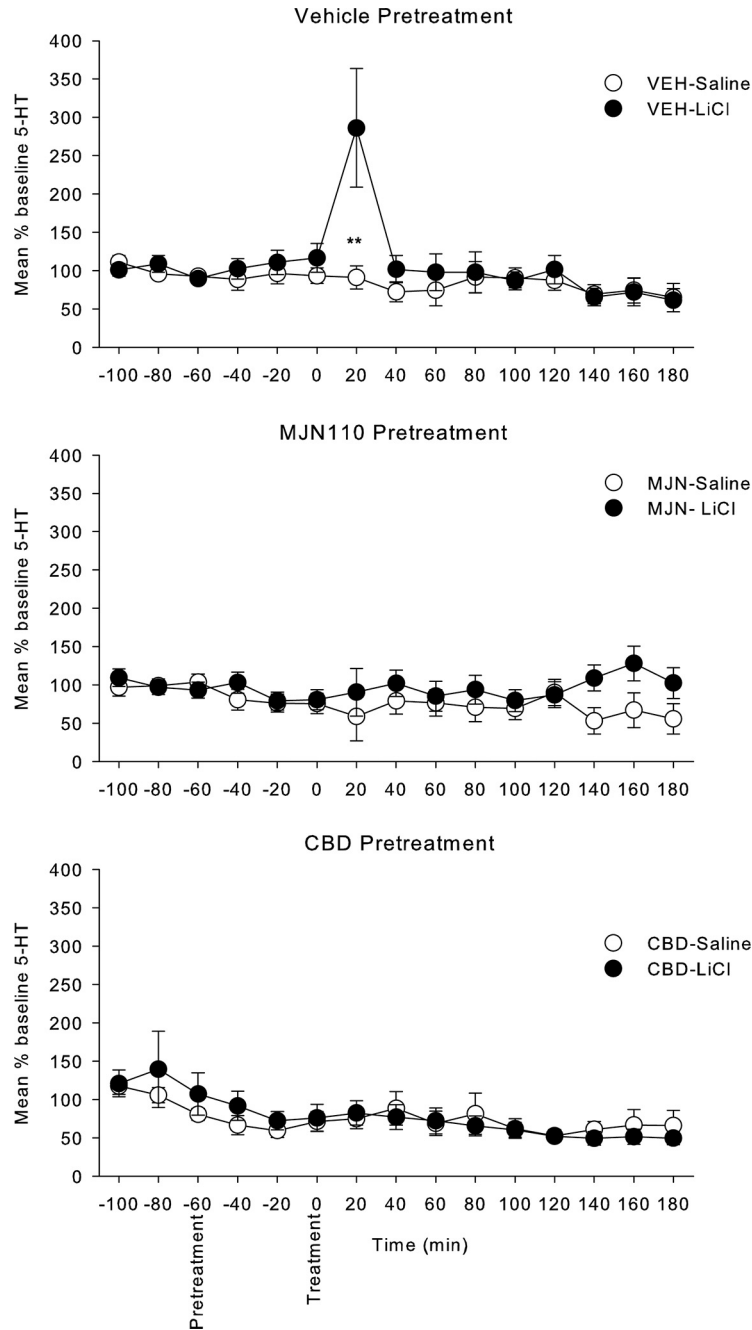 Vehicle Pretreatment
400
350
300
250
200
150
100
50
0
Mean % baseline 5-HT
VEH-Saline
VEH-LiCl
**
-100 -80 -60 -40 -20 0 20 40 60 80 100 120 140 160 180
MJN110 Pretreatment
400
350
300
250
200
150
100
50
0
Mean % baseline 5-HT
MJN-Saline
MJN- LiCl
-100 -80 -60 -40 -20 0 20 40 60 80 100 120 140 160 180
CBD Pretreatment
400
350
300
250
200
150
100
50
0
Mean % baseline 5-HT
CBD-Saline
CBD-LiCl
-100 -80 -60 -40 -20 0 20 40 60 80 100 120 140 160 180
Pretreatment
Treatment
Time (min)